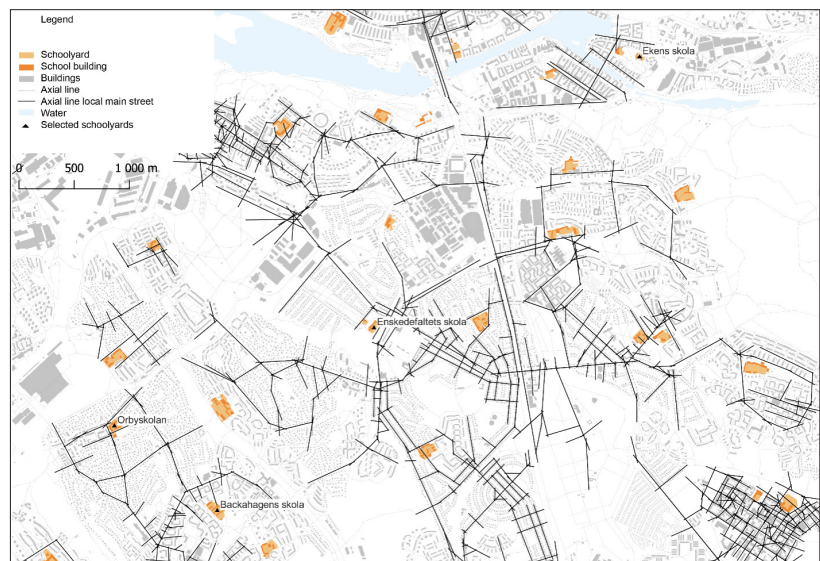 Legend
Schoolyard
School building
Buildings
Axial line
Axial line local main street
Water
Selected schoolyards
0 500 1 000 m
Ekens skola
Enskedefaltets skola
Orbyskolan
Backahagens skola